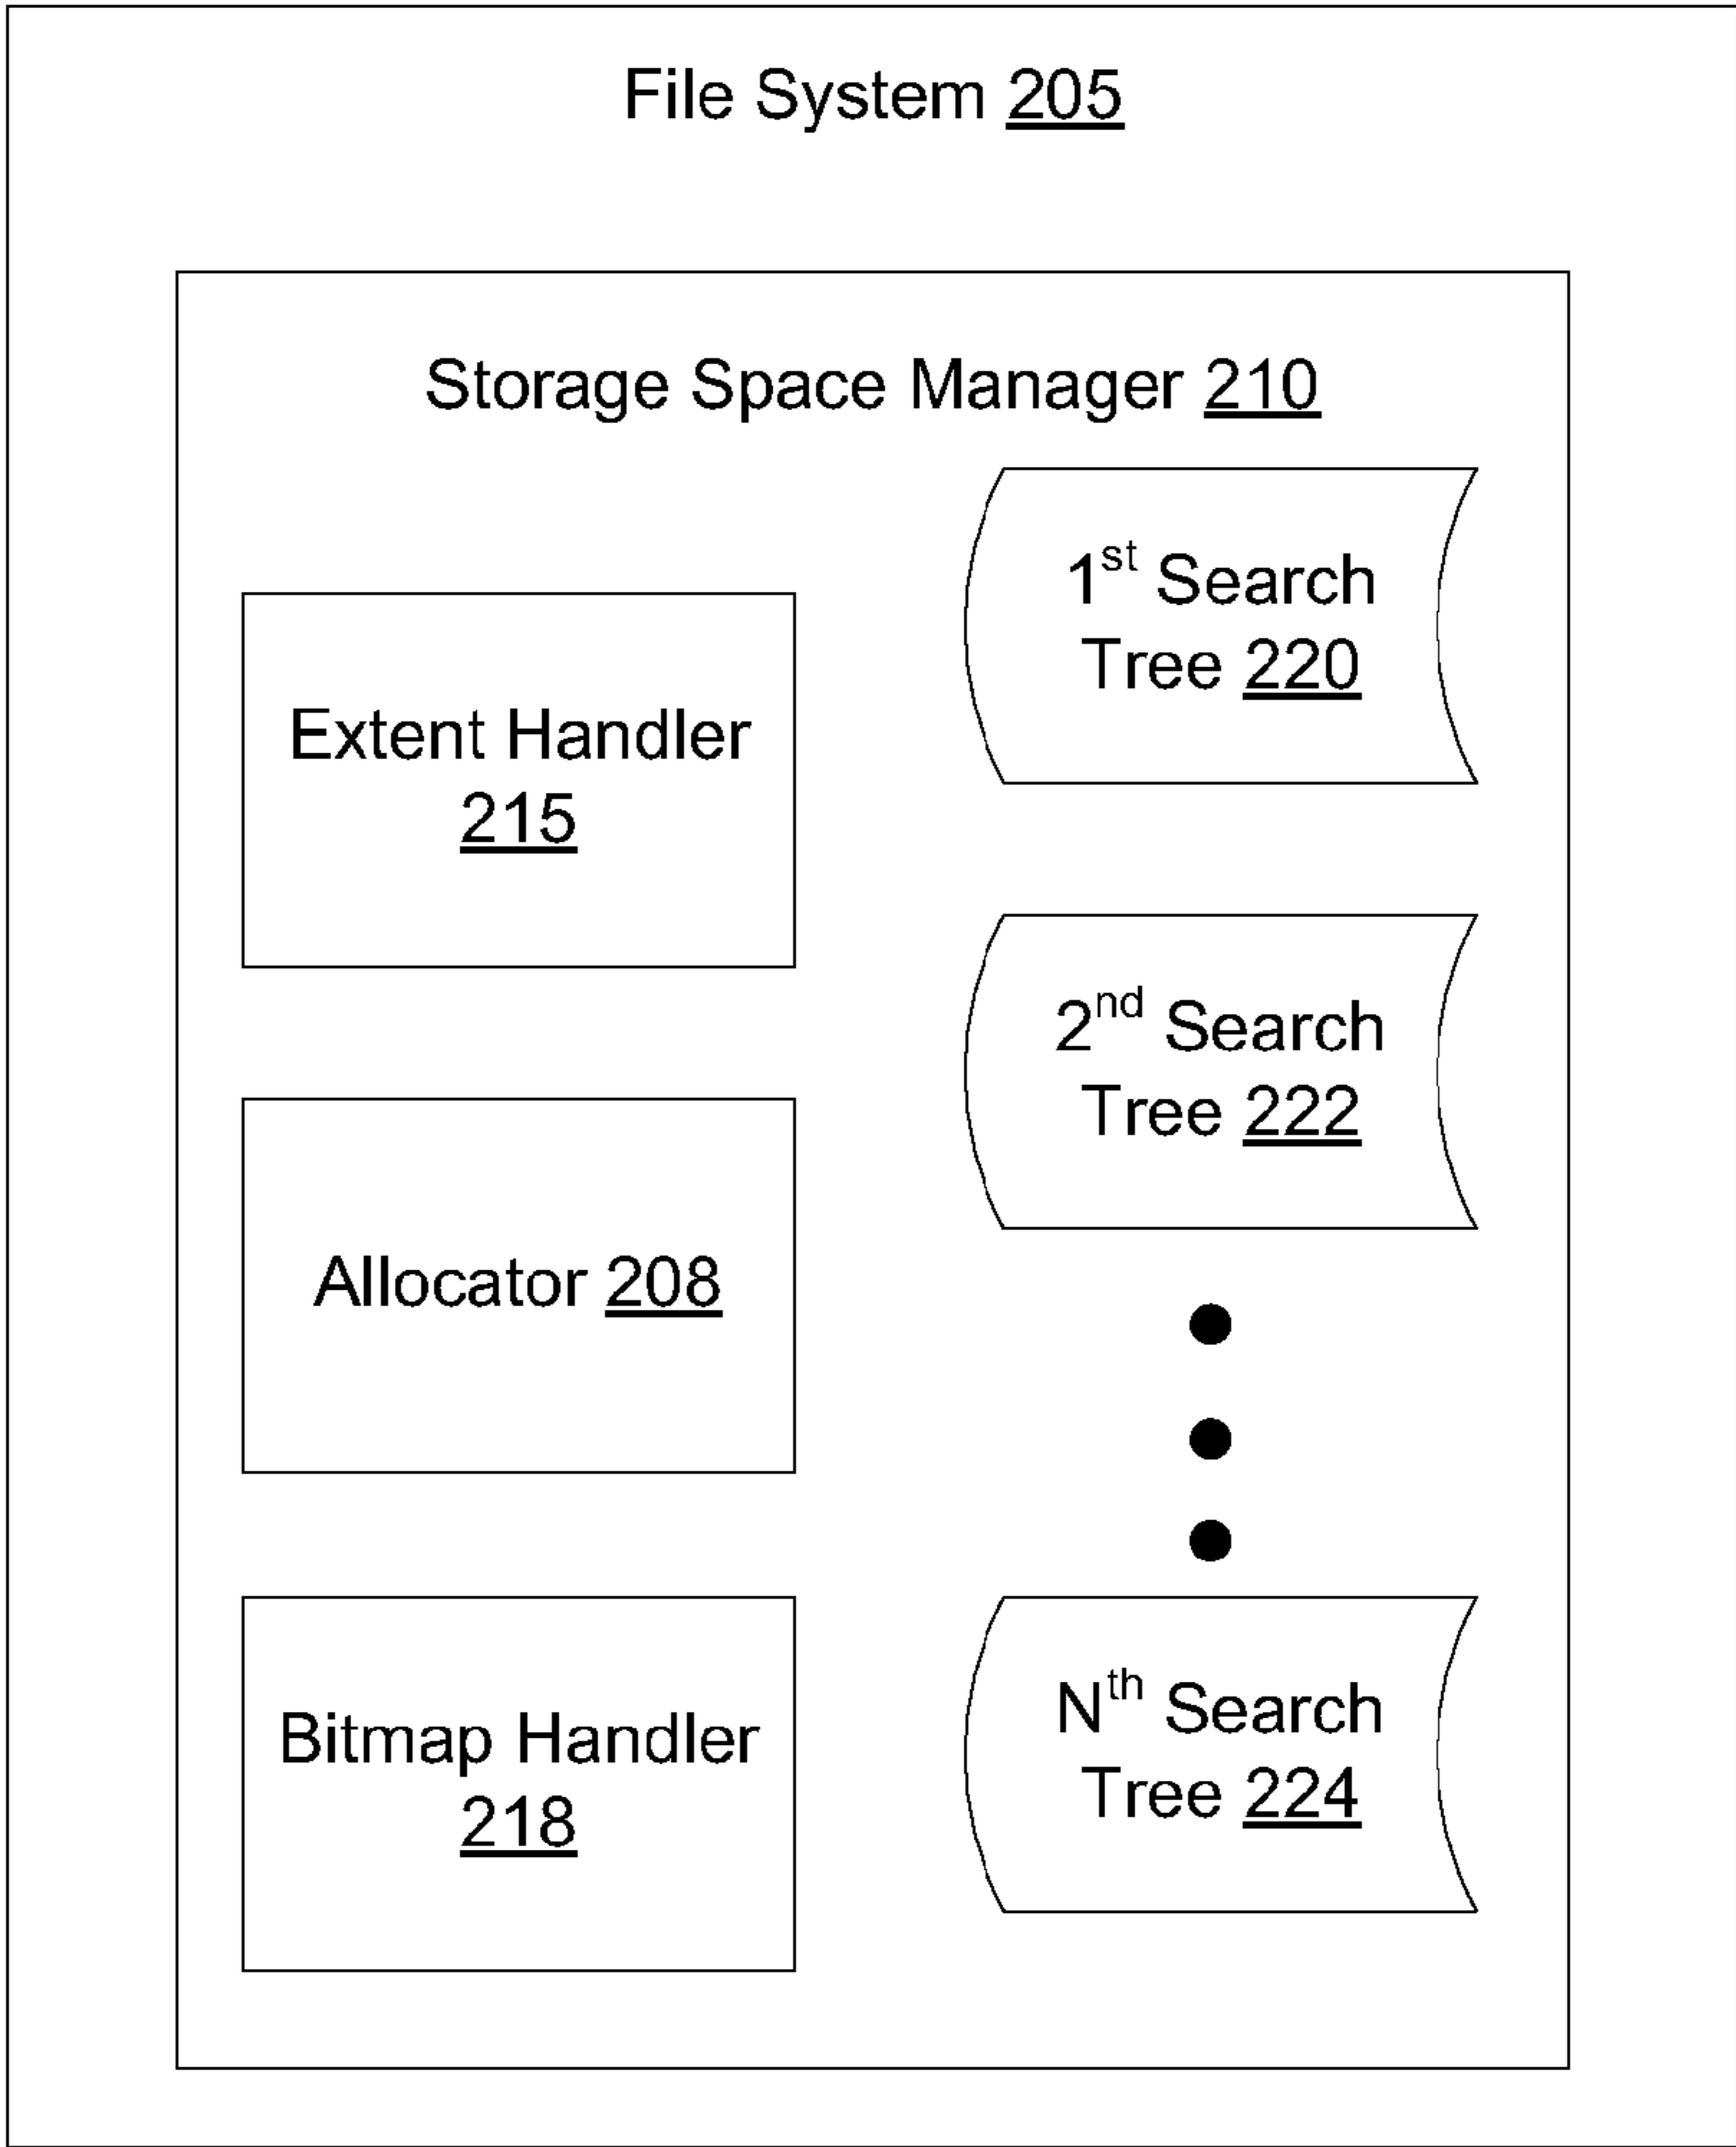 File System 205
Storage Space Manager 210
Extent Handler
215
Allocator 208
Bitmap Handler
218
1st Search
Tree 220
2nd Search
Tree 222
Nth Search
Tree 224